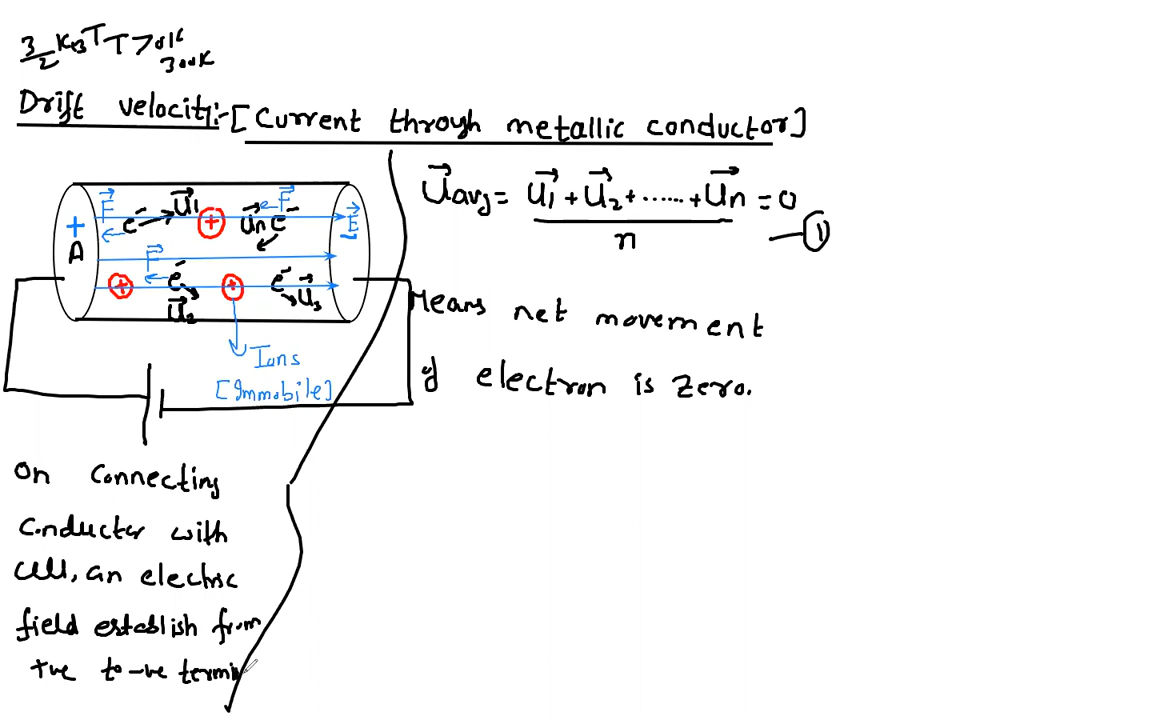 3/2 KBT T>0K
300K
Drift velocity:-[Current through metallic conductor]
+
A
F⃗
e⁻
u⃗1
+
u⃗n e⁻
F⃗
E⃗
F⃗
+
e⁻
u⃗2
+
e⁻
u⃗3
Ions
[Immobile]
On connecting
conductor with
cell, an electric
field establish from
+ve to -ve termin
u⃗avg = (u⃗1 + u⃗2 + ...... + u⃗n)/n = 0
—①
Means net movement
of electron is zero.